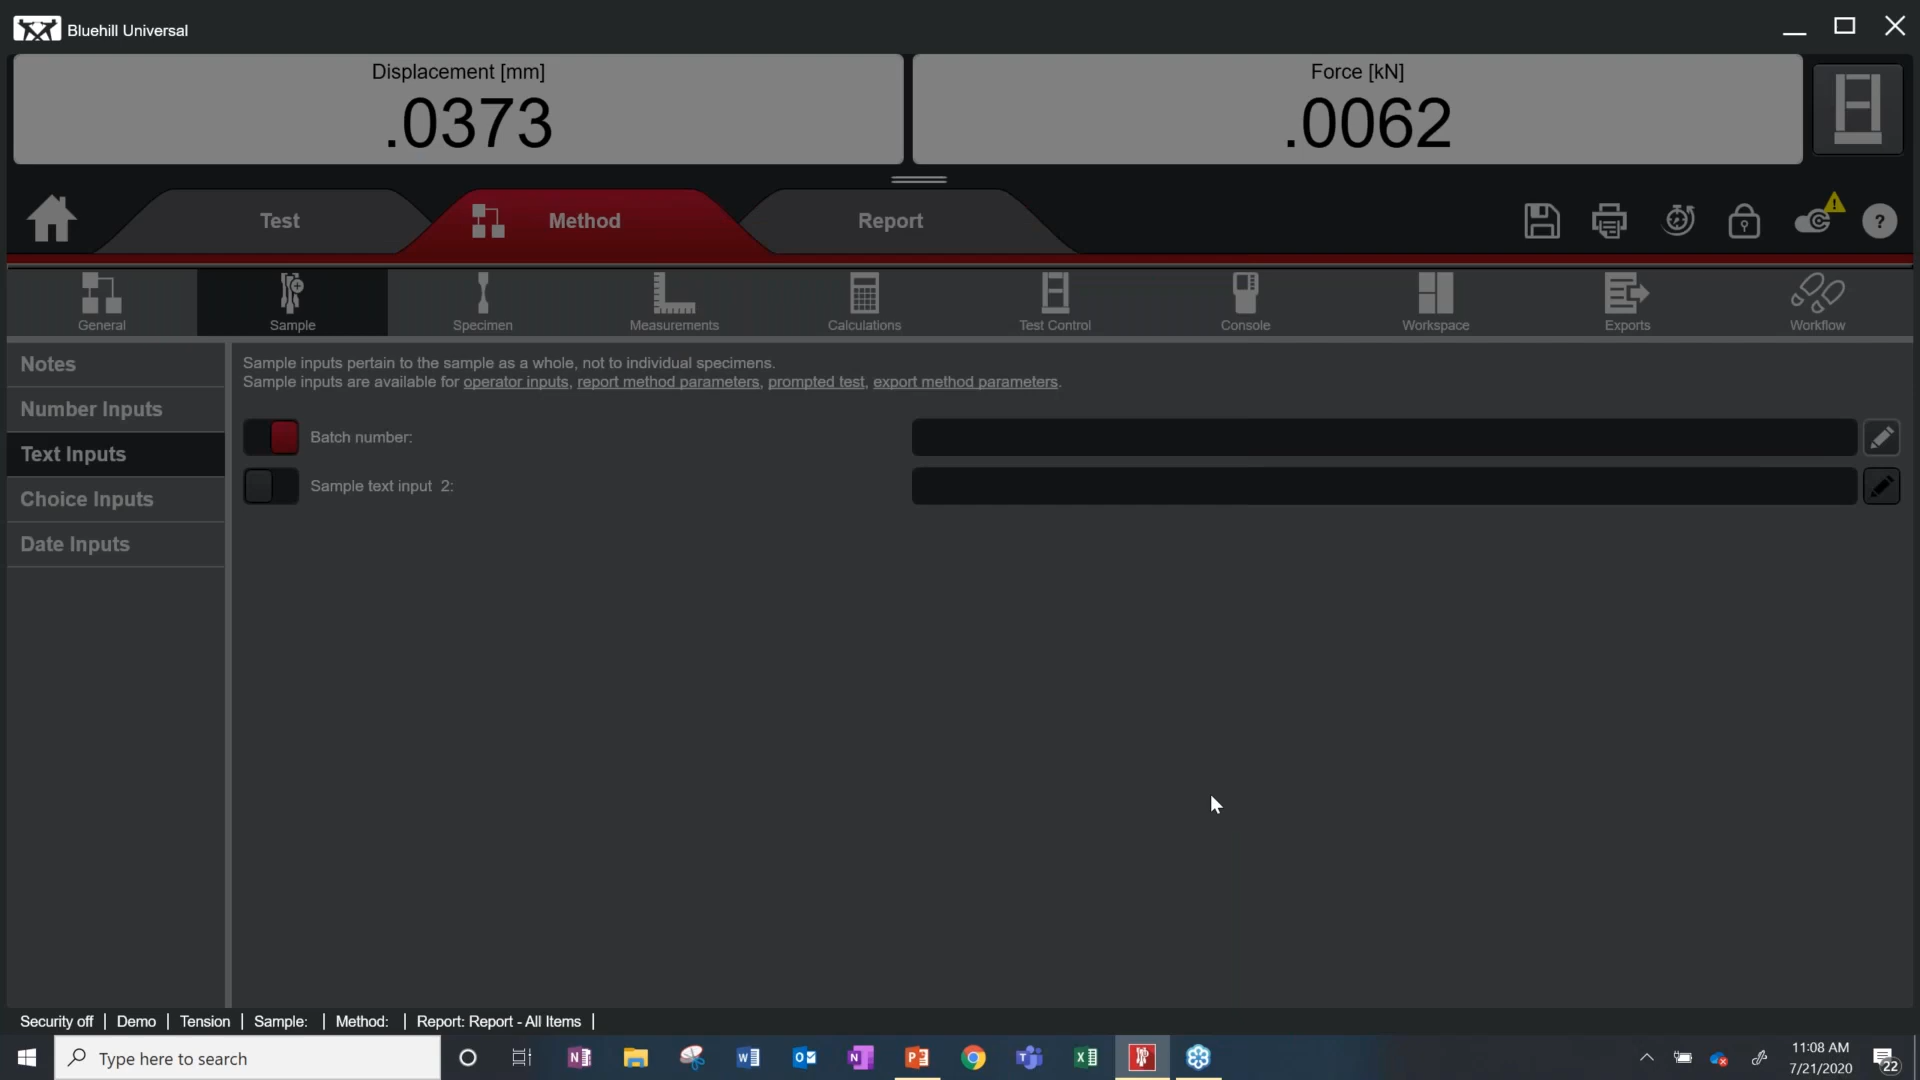 Bluehill Universal
Displacement [mm]
.0373
Force [kN]
.0062
Test
Method
Report
?
General
Sample
Specimen
Measurements
Calculations
Test Control
Console
Workspace
Exports
Workflow
Notes
Number Inputs
Text Inputs
Choice Inputs
Date Inputs
Sample inputs pertain to the sample as a whole, not to individual specimens.
Sample inputs are available for operator inputs, report method parameters, prompted test, export method parameters.
Batch number:
Sample text input 2:
Security off | Demo | Tension | Sample: | Method: | Report: Report - All Items |
Type here to search
11:08 AM
7/21/2020
22